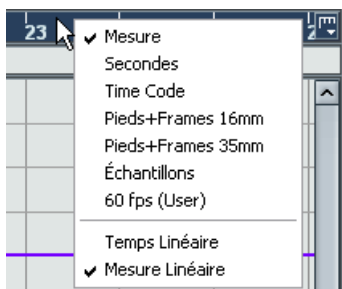 23
Mesure
Secondes
Time Code
Pieds+Frames 16mm
Pieds+Frames 35mm
Échantillons
60 fps (User)
Temps Linéaire
Mesure Linéaire